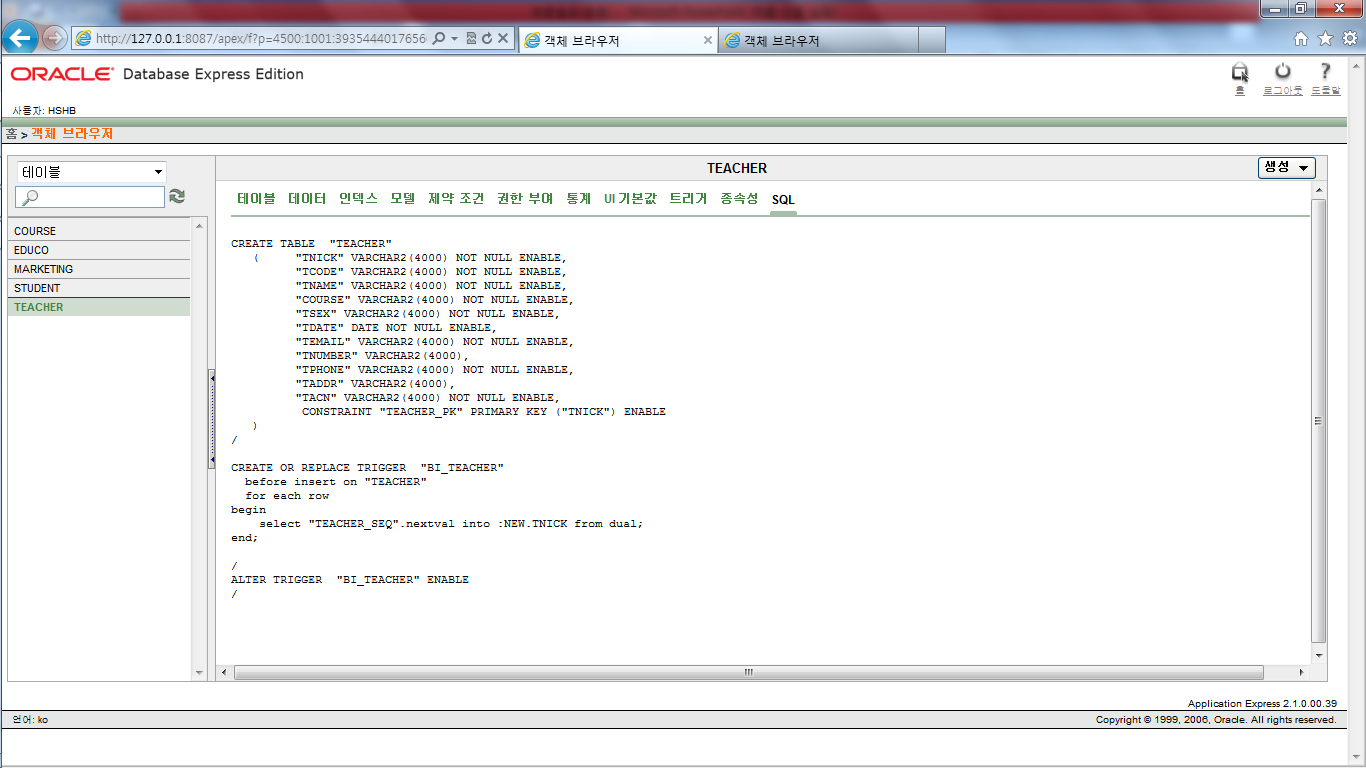 http://127.0.0.1:8087/apex/f?p=4500:1001:3935444017656
객체 브라우저
객체 브라우저
ORACLE Database Express Edition
홈 로그아웃 도움말
사용자: HSHB
홈 > 객체 브라우저
테이블
TEACHER
생성
테이블 데이터 인덱스 모델 제약 조건 권한 부여 통계 UI 기본값 트리거 종속성 SQL
COURSE
EDUCO
MARKETING
STUDENT
TEACHER
CREATE TABLE "TEACHER"
( "TNICK" VARCHAR2(4000) NOT NULL ENABLE,
"TCODE" VARCHAR2(4000) NOT NULL ENABLE,
"TNAME" VARCHAR2(4000) NOT NULL ENABLE,
"COURSE" VARCHAR2(4000) NOT NULL ENABLE,
"TSEX" VARCHAR2(4000) NOT NULL ENABLE,
"TDATE" DATE NOT NULL ENABLE,
"TEMAIL" VARCHAR2(4000) NOT NULL ENABLE,
"TNUMBER" VARCHAR2(4000),
"TPHONE" VARCHAR2(4000) NOT NULL ENABLE,
"TADDR" VARCHAR2(4000),
"TACN" VARCHAR2(4000) NOT NULL ENABLE,
CONSTRAINT "TEACHER_PK" PRIMARY KEY ("TNICK") ENABLE
)
/
CREATE OR REPLACE TRIGGER "BI_TEACHER"
before insert on "TEACHER"
for each row
begin
select "TEACHER_SEQ".nextval into :NEW.TNICK from dual;
end;
/
ALTER TRIGGER "BI_TEACHER" ENABLE
/
Application Express 2.1.0.00.39
언어: ko
Copyright © 1999, 2006, Oracle. All rights reserved.